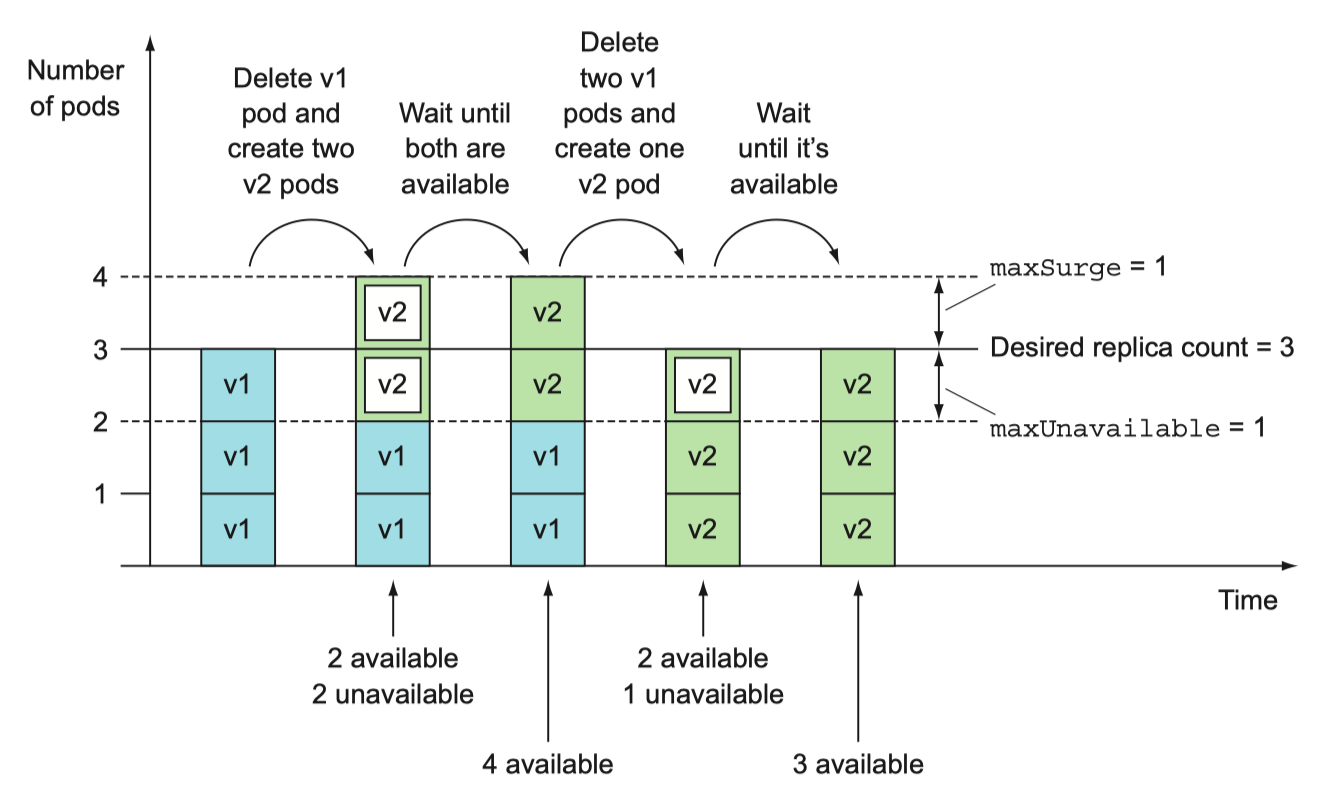 Number
of pods
Delete v1
pod and
create two
v2 pods
Wait until
both are
available
Delete
two v1
pods and
create one
v2 pod
Wait
until it’s
available
4
3
2
1
maxSurge = 1
Desired replica count = 3
maxUnavailable = 1
v1
v1
v1
v2
v2
v1
v1
v2
v2
v1
v1
v2
v2
v2
v2
v2
v2
Time
2 available
2 unavailable
4 available
2 available
1 unavailable
3 available